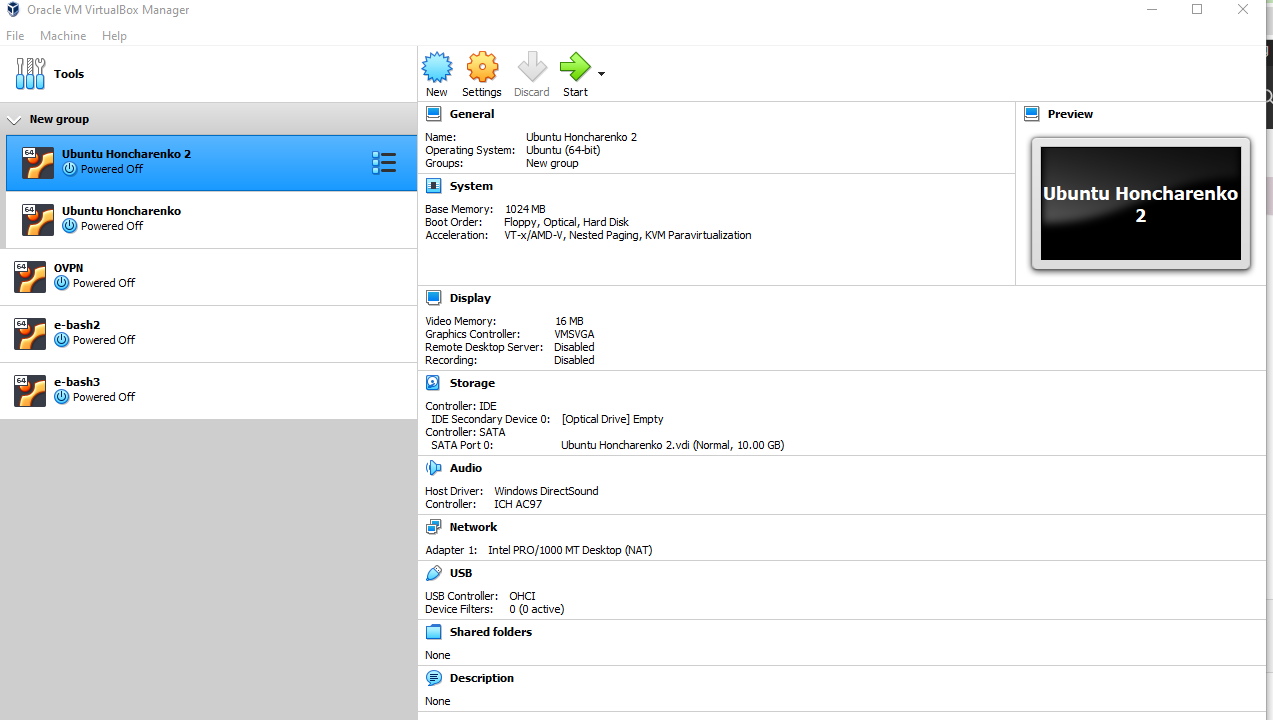 Oracle VM VirtualBox Manager
File Machine Help
Tools
New Settings Discard Start
New group
64 Ubuntu Honcharenko 2
Powered Off
64 Ubuntu Honcharenko
Powered Off
64 OVPN
Powered Off
64 e-bash2
Powered Off
64 e-bash3
Powered Off
General
Name: Ubuntu Honcharenko 2
Operating System: Ubuntu (64-bit)
Groups: New group
Preview
Ubuntu Honcharenko
2
System
Base Memory: 1024 MB
Boot Order: Floppy, Optical, Hard Disk
Acceleration: VT-x/AMD-V, Nested Paging, KVM Paravirtualization
Display
Video Memory: 16 MB
Graphics Controller: VMSVGA
Remote Desktop Server: Disabled
Recording: Disabled
Storage
Controller: IDE
IDE Secondary Device 0: [Optical Drive] Empty
Controller: SATA
SATA Port 0: Ubuntu Honcharenko 2.vdi (Normal, 10.00 GB)
Audio
Host Driver: Windows DirectSound
Controller: ICH AC97
Network
Adapter 1: Intel PRO/1000 MT Desktop (NAT)
USB
USB Controller: OHCI
Device Filters: 0 (0 active)
Shared folders
None
Description
None